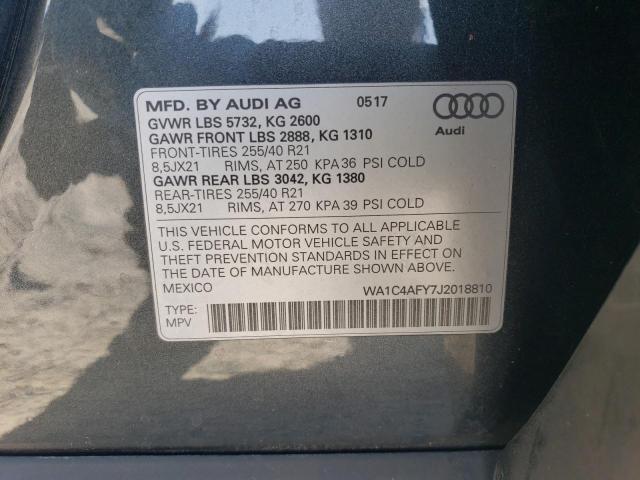 MFD. BY AUDI AG 0517
GVWR LBS 5732, KG 2600
GAWR FRONT LBS 2888, KG 1310
FRONT-TIRES 255/40 R21
8,5JX21 RIMS, AT 250 KPA 36 PSI COLD
GAWR REAR LBS 3042, KG 1380
REAR-TIRES 255/40 R21
8,5JX21 RIMS, AT 270 KPA 39 PSI COLD
Audi
THIS VEHICLE CONFORMS TO ALL APPLICABLE
U.S. FEDERAL MOTOR VEHICLE SAFETY AND
THEFT PREVENTION STANDARDS IN EFFECT ON
THE DATE OF MANUFACTURE SHOWN ABOVE.
MEXICO WA1C4AFY7J2018810
TYPE:
MPV